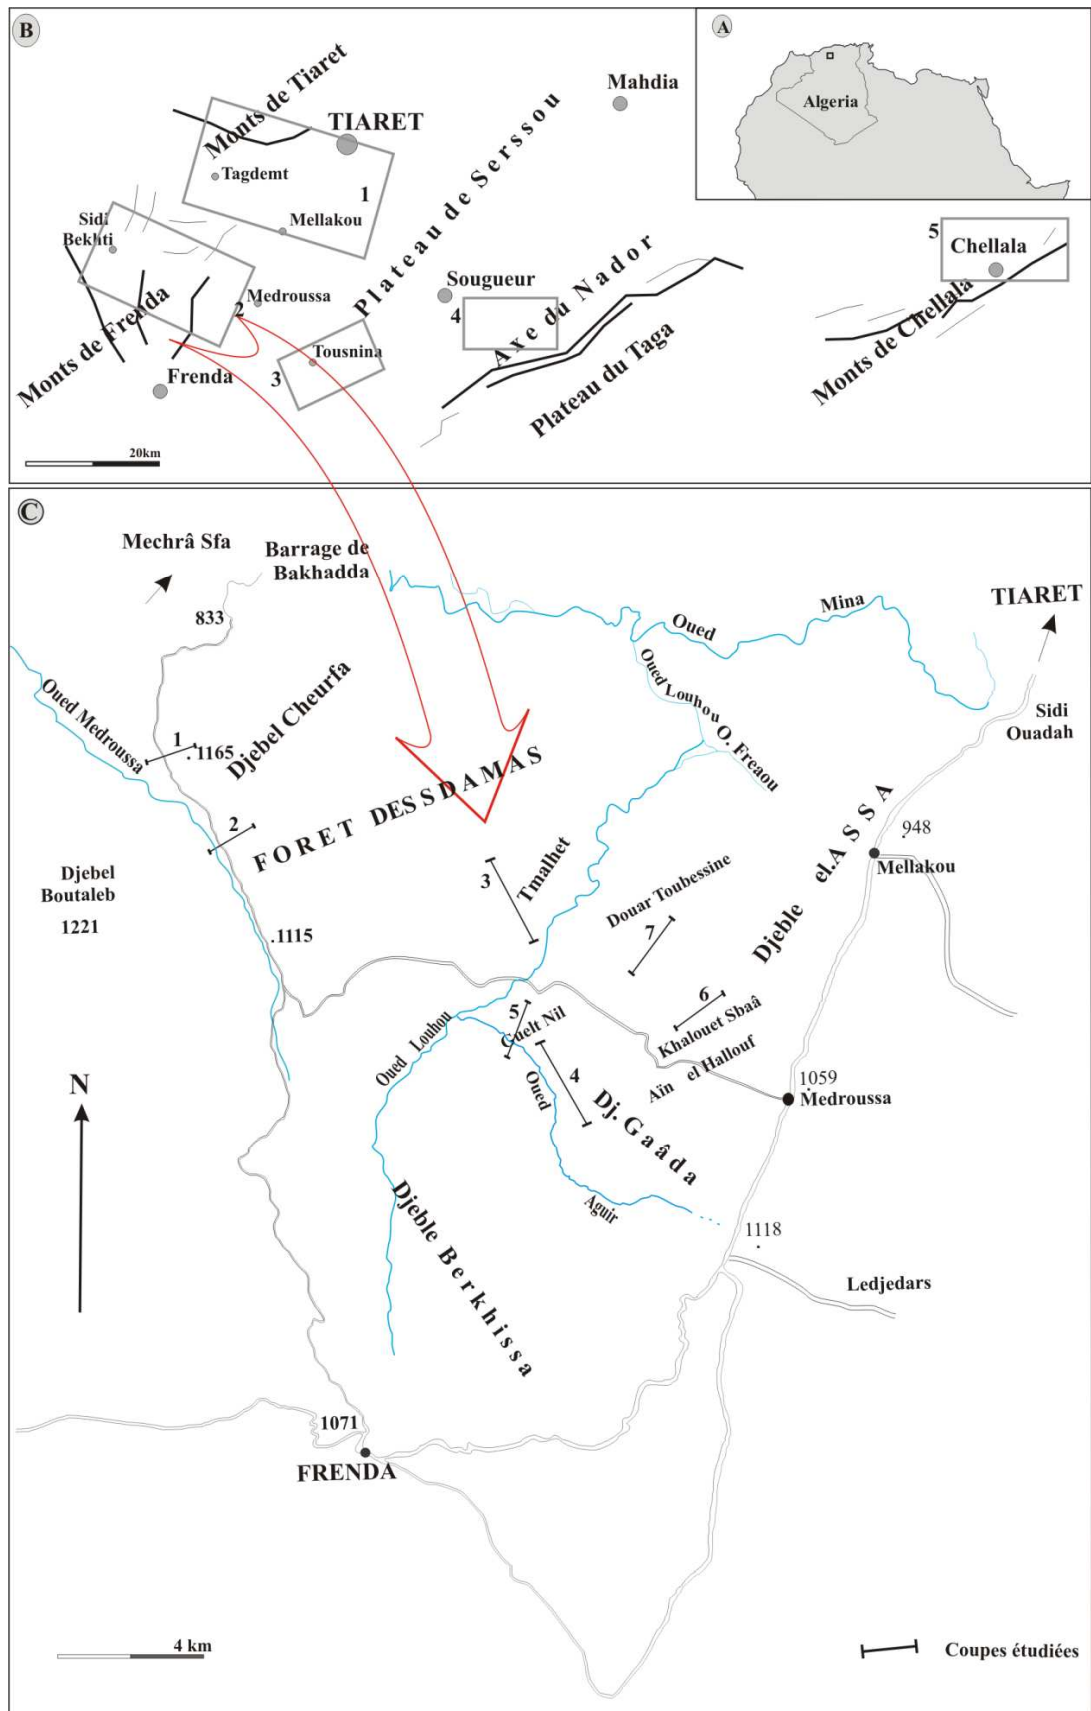 B
A
Algeria
Monts de Tiaret
TIARET
Mahdia
Tagdemt
1
Mellakou
Plateau de Serssou
Sidi
Bekhti
Medroussa
2
Monts de Frenda
Frenda
Tousnina
3
Sougueur
4
Axe du Nador
Plateau du Taga
5
Chellala
Monts de Chellala
20km
C
Mechrâ Sfa
Barrage de
Bakhadda
833
Oued Mina
TIARET
Oued Medroussa
Djebel Cheurfa
Oued Louhou
O. Freaou
Sidi
Ouadah
1
.1165
2
FORET DES SDAMAS
Djebel
Boutaleb
1221
.1115
3
Tmalhet
Douar Toubessine
7
Djeble el.ASSA
948
Mellakou
6
Khalouet Sbaâ
Aïn el Hallouf
5
Guelt Nil
Oued Louhou
4
Oued Aguir
Dj. Gaâda
1059
Medroussa
N
Djeble Berkhissa
1118
Ledjedars
1071
FRENDA
4 km
Coupes étudiées